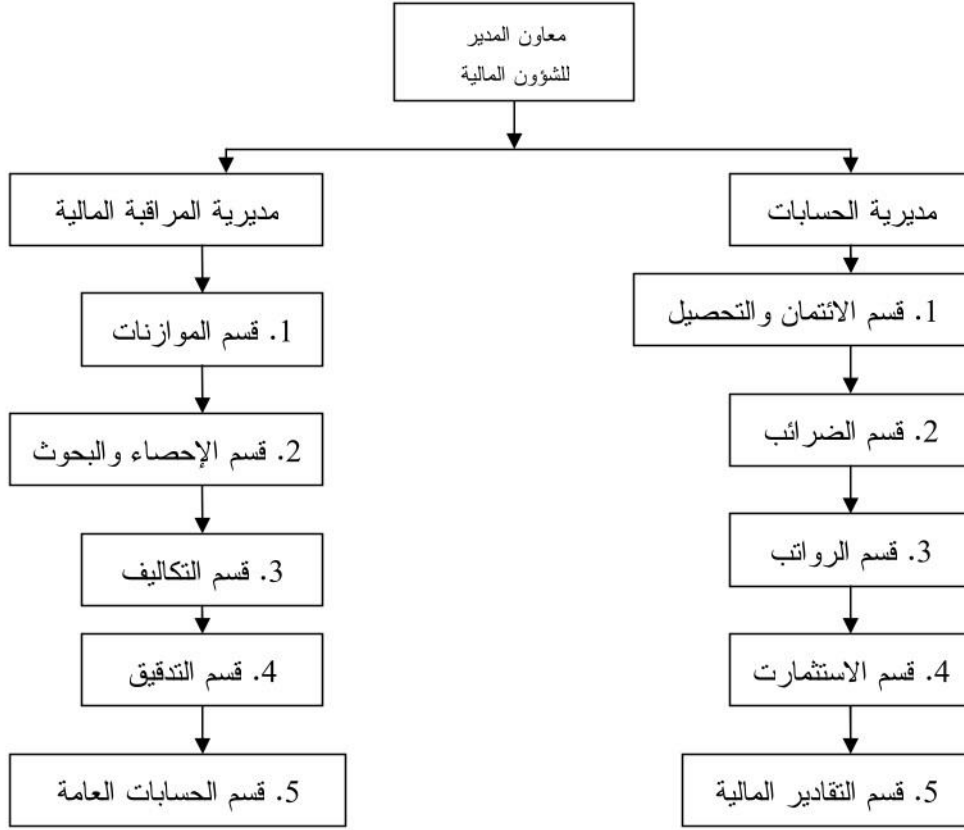 معاون المدير
للشؤون المالية
مديرية الحسابات
مديرية المراقبة المالية
1. قسم الائتمان والتحصيل
1. قسم الموازنات
2. قسم الضرائب
2. قسم الإحصاء والبحوث
3. قسم الرواتب
3. قسم التكاليف
4. قسم الاستثمارت
4. قسم التدقيق
5. قسم التقادير المالية
5. قسم الحسابات العامة